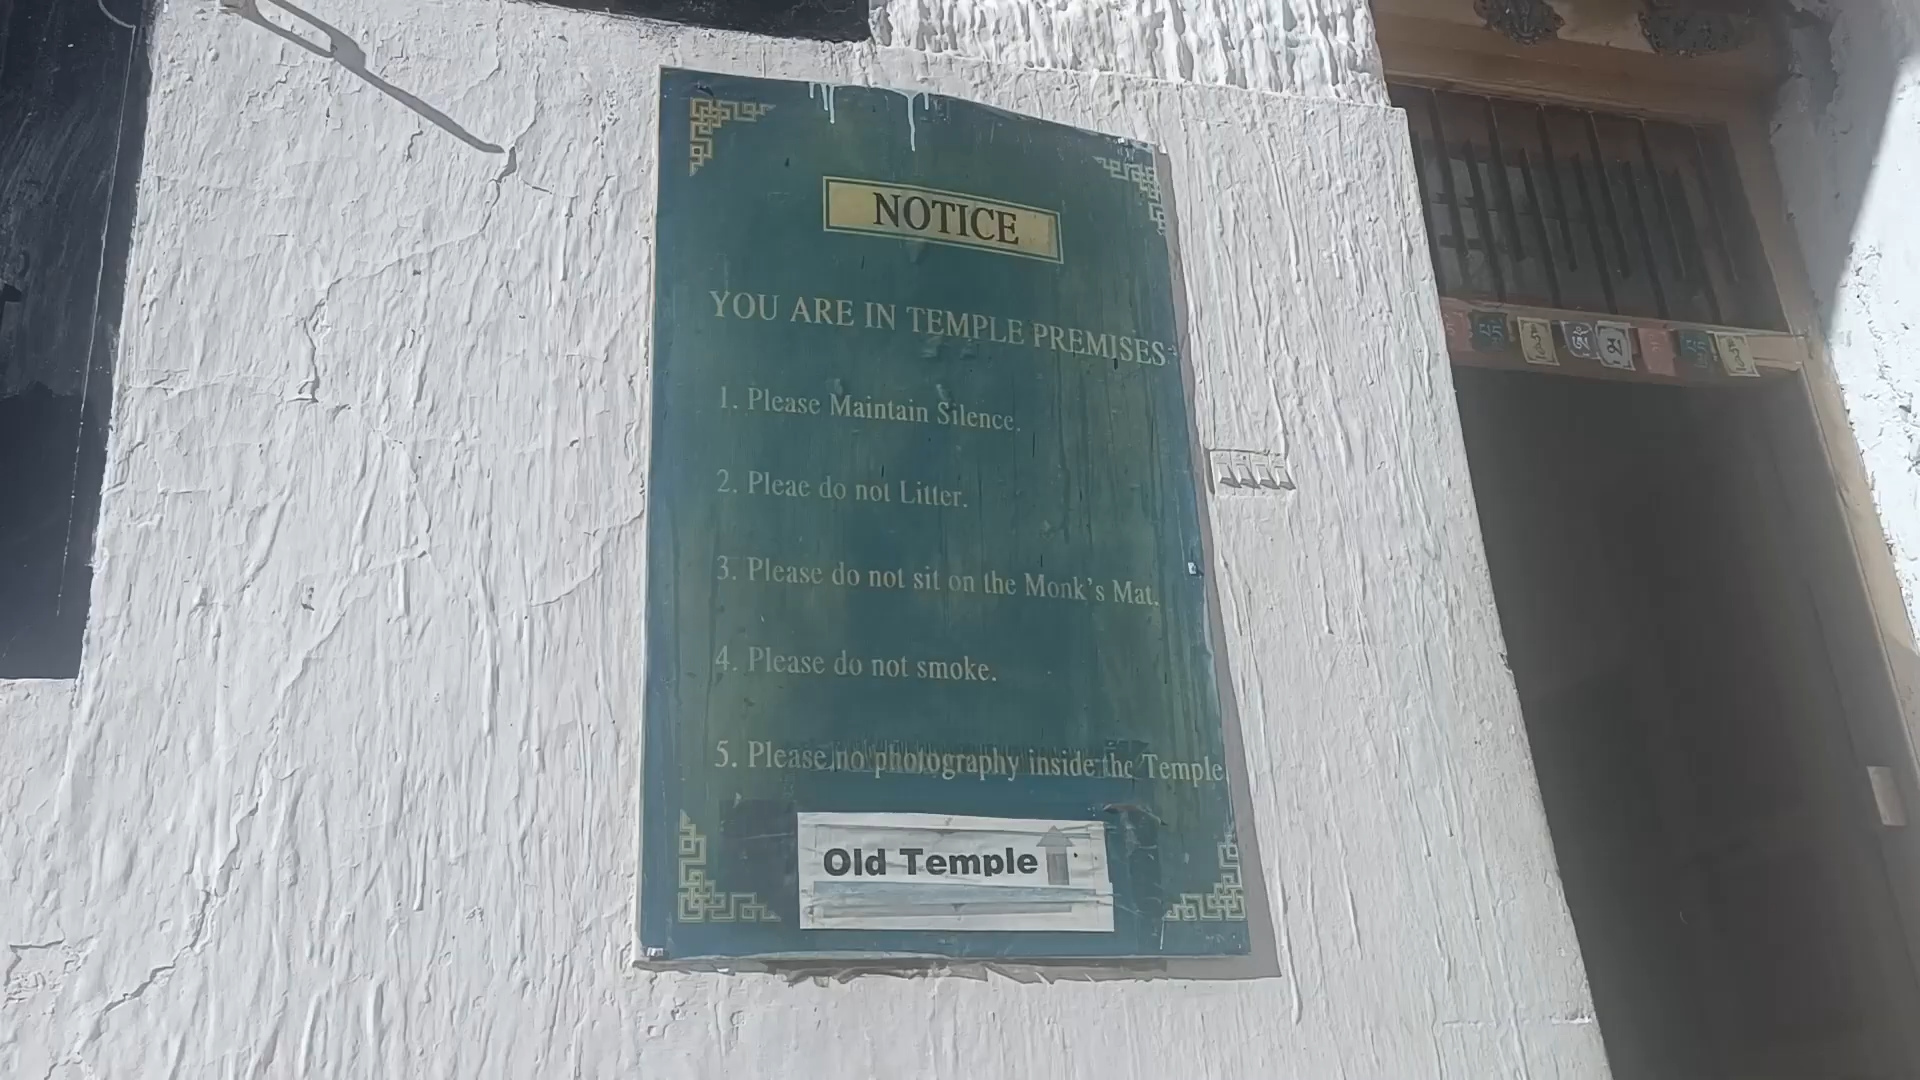 NOTICE
YOU ARE IN TEMPLE PREMISES
1. Please Maintain Silence.
2. Pleae do not Litter.
3. Please do not sit on the Monk's Mat.
4. Please do not smoke.
5. Please no photography inside the Temple
Old Temple